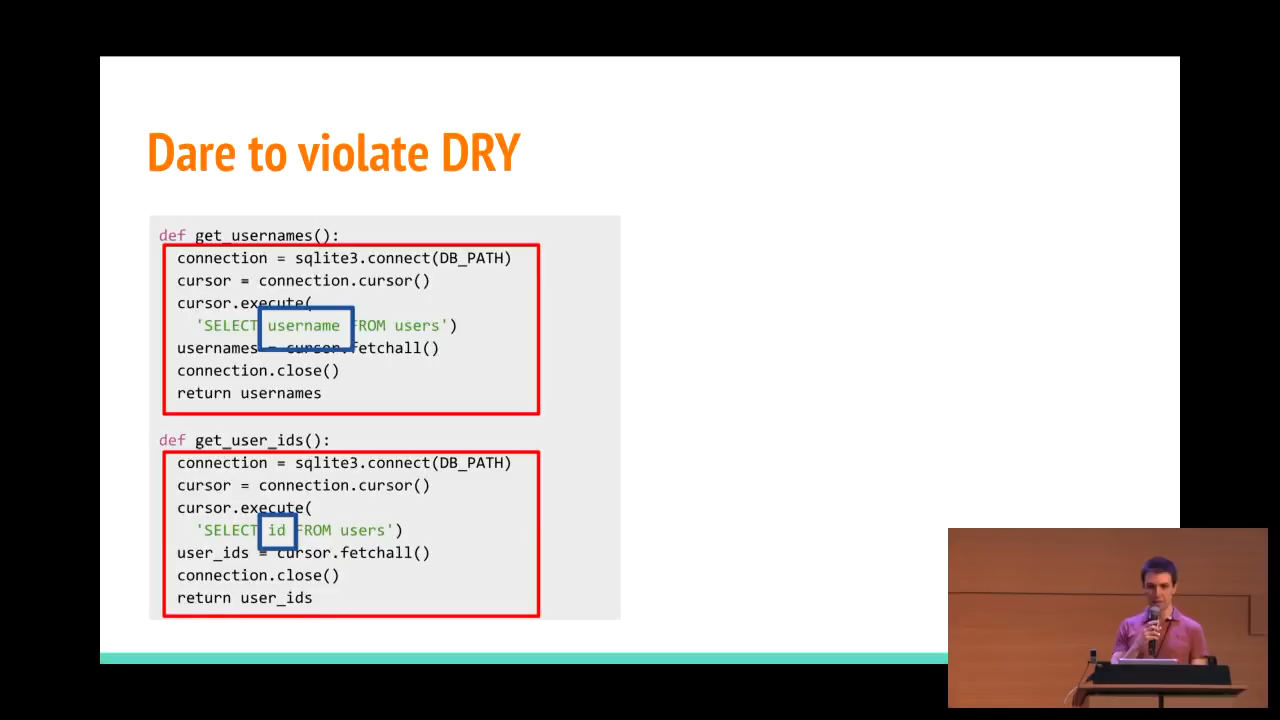 Dare to violate DRY
def get_usernames():
connection = sqlite3.connect(DB_PATH)
cursor = connection.cursor()
cursor.execute(
'SELECT username FROM users')
usernames = cursor.fetchall()
connection.close()
return usernames
def get_user_ids():
connection = sqlite3.connect(DB_PATH)
cursor = connection.cursor()
cursor.execute(
'SELECT id FROM users')
user_ids = cursor.fetchall()
connection.close()
return user_ids